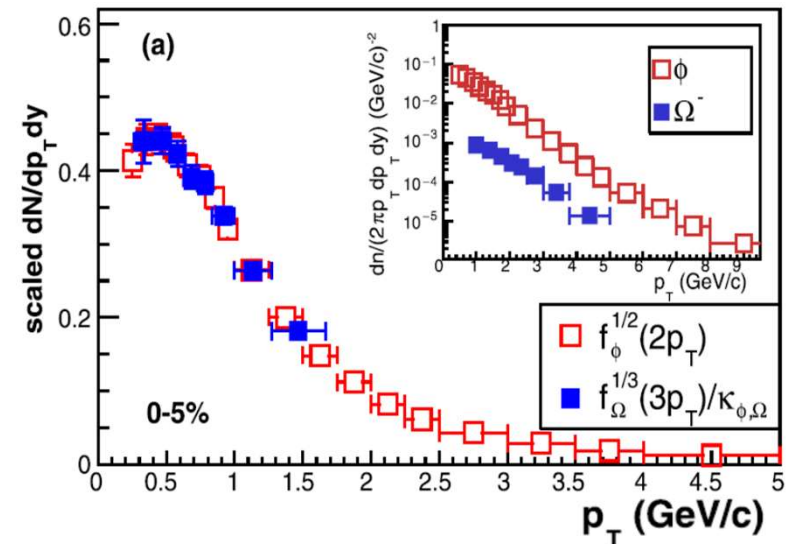 (a)
scaled dN/dp_T dy
0.6
0.4
0.2
0
0-5%
0 0.5 1 1.5 2 2.5 3 3.5 4 4.5 5
p_T (GeV/c)
f_ϕ^{1/2}(2p_T)
f_Ω^{1/3}(3p_T)/κ_{ϕ,Ω}
dn/(2πp_T dp_T dy) (GeV/c)^{-2}
1
10^{-1}
10^{-2}
10^{-3}
10^{-4}
10^{-5}
0 1 2 3 4 5 6 7 8 9
p_T (GeV/c)
ϕ
Ω^-